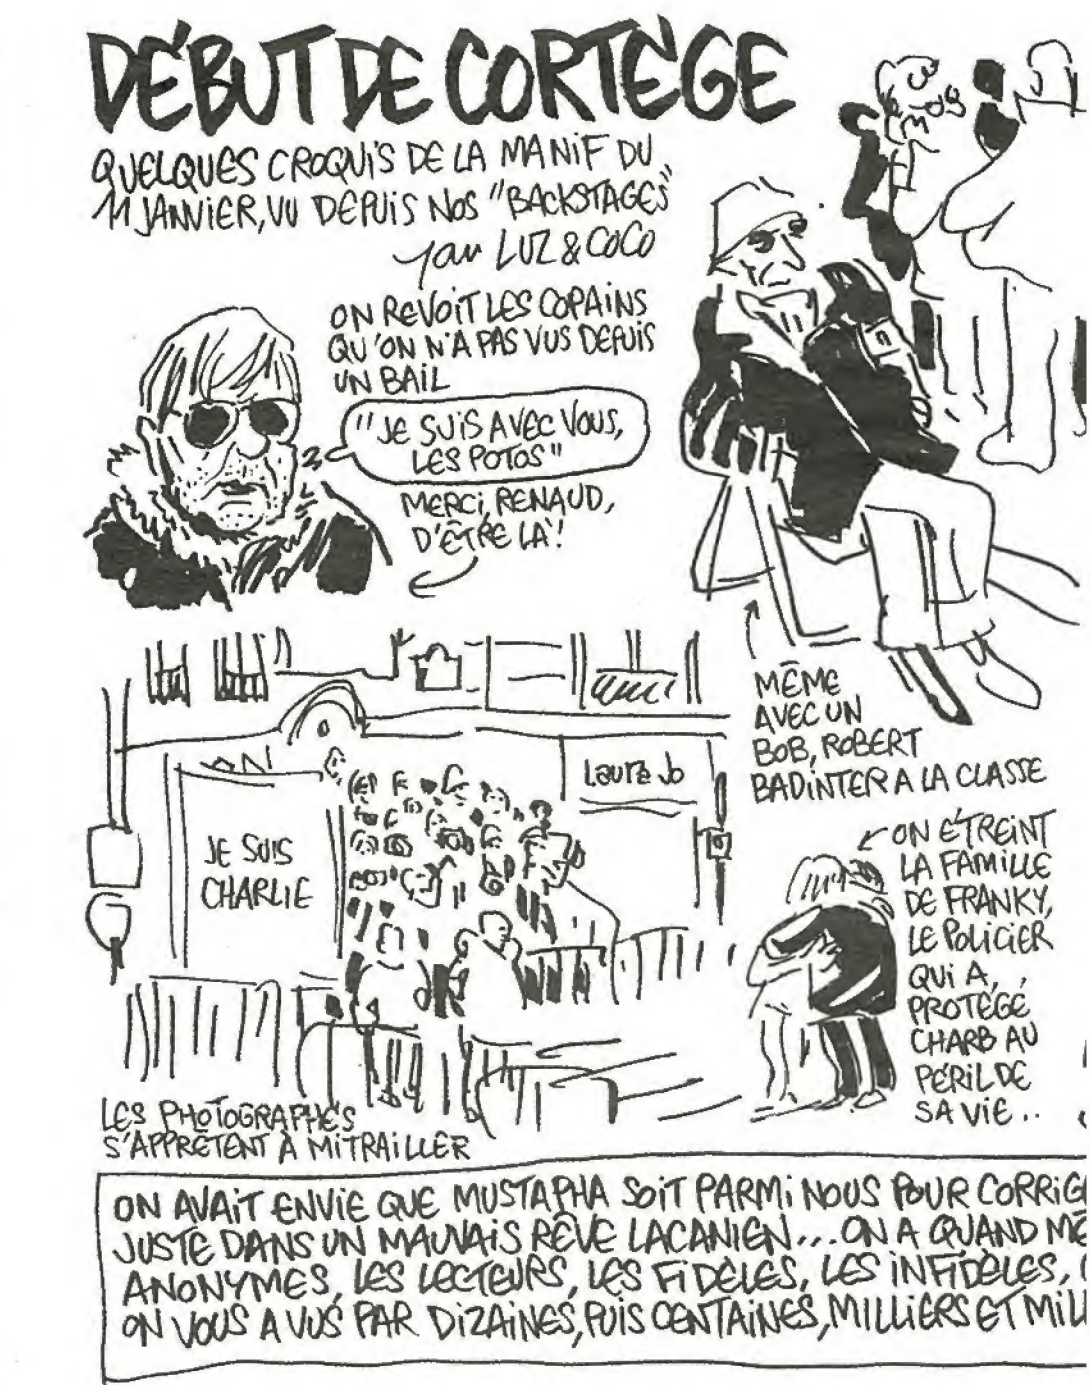 DÉBUT DE CORTÈGE
QUELQUES CROQUIS DE LA MANIF DU
11 JANVIER, VU DEPUIS NOS "BACKSTAGES"
par LUZ & COCO
ON REVOIT LES COPAINS
QU'ON N'A PAS VUS DEPUIS
UN BAIL
"JE SUIS AVEC VOUS,
LES POTOS"
MERCI, RENAUD,
D'ÊTRE LÀ !
MÊME
AVEC UN
BOB, ROBERT
BADINTER A LA CLASSE
Laura Jo
JE SUIS
CHARLIE
ON ÉTREINT
LA FAMILLE
DE FRANKY,
LE POLICIER
QUI A
PROTÉGÉ
CHARB AU
PÉRIL DE
SA VIE..
LES PHOTOGRAPHES
S'APPRÊTENT À MITRAILLER
ON AVAIT ENVIE QUE MUSTAPHA SOIT PARMI NOUS POUR CORRIG
JUSTE DANS UN MAUVAIS RÊVE LACANIEN... ON A QUAND MÊ
ANONYMES, LES LECTEURS, LES FIDÈLES, LES INFIDÈLES,
ON VOUS A VUS PAR DIZAINES, PUIS CENTAINES, MILLIERS ET MILL